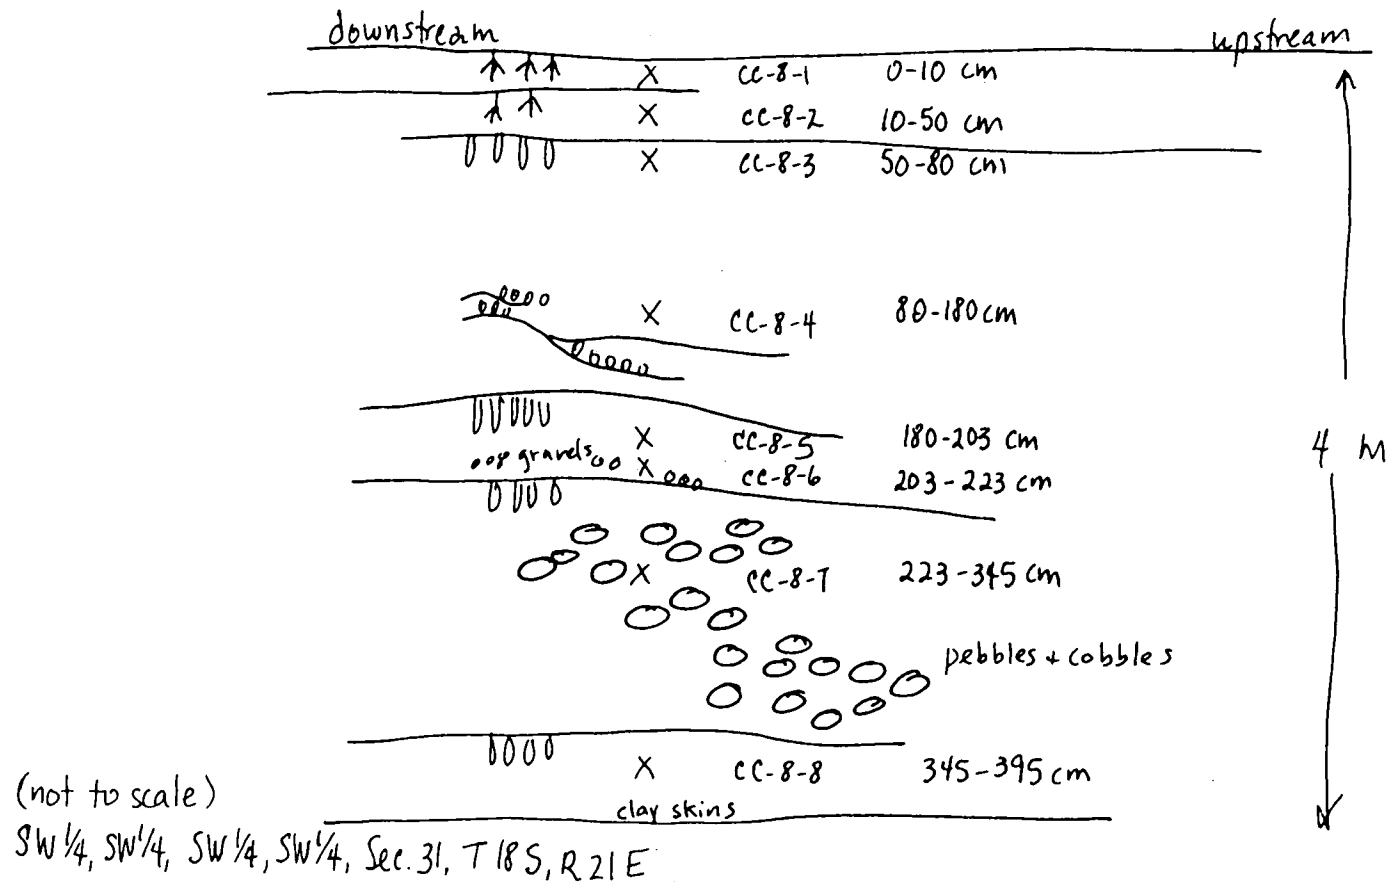 downstream upstream
X CC-8-1 0-10 cm
X CC-8-2 10-50 cm
X CC-8-3 50-80 cm
X CC-8-4 80-180 cm
X CC-8-5 180-203 cm
gravels X CC-8-6 203-223 cm
4 m
X CC-8-7 223-345 cm
pebbles + cobbles
X CC-8-8 345-395 cm
clay skins
(not to scale)
SW 1/4, SW 1/4, SW 1/4, SW 1/4, Sec. 31, T 18 S, R 21 E